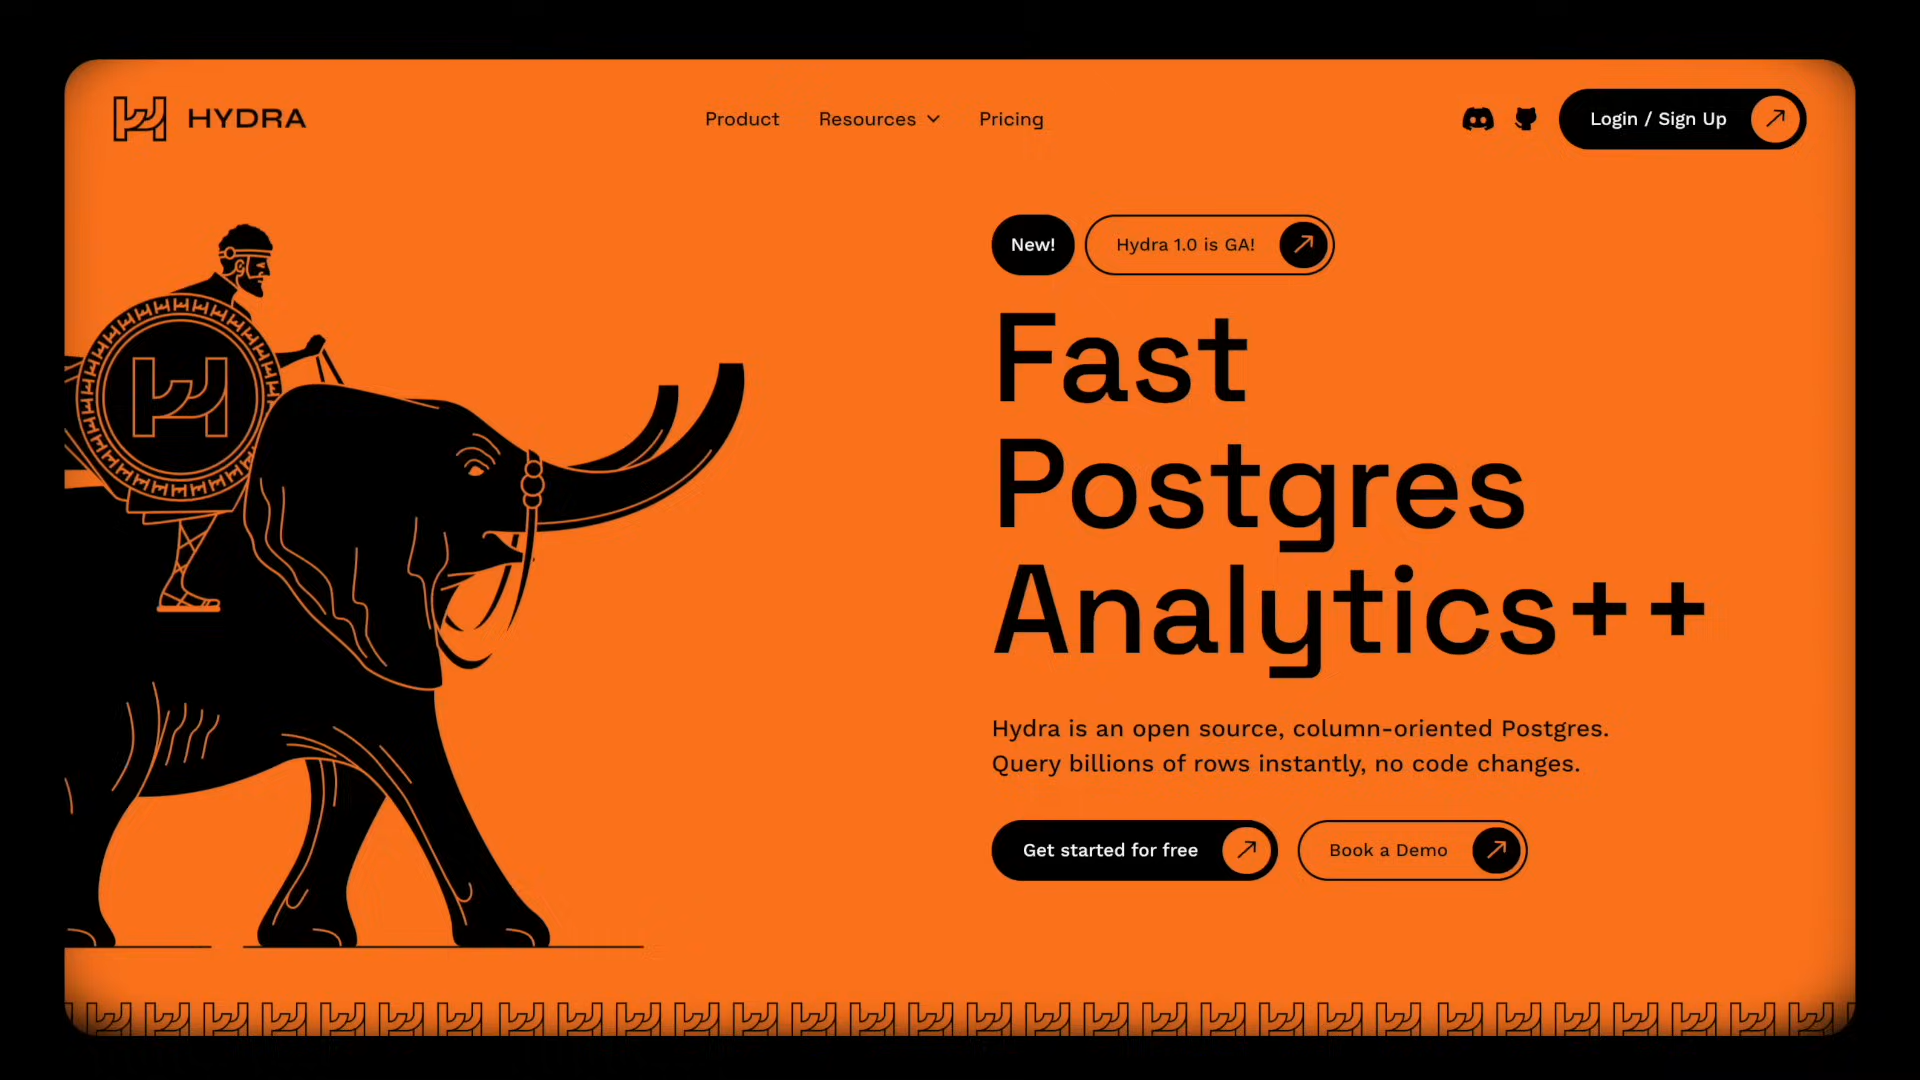 HYDRA
Product
Resources
Pricing
Login / Sign Up
New!
Hydra 1.0 is GA!
Fast
Postgres
Analytics++
Hydra is an open source, column-oriented Postgres.
Query billions of rows instantly, no code changes.
Get started for free
Book a Demo